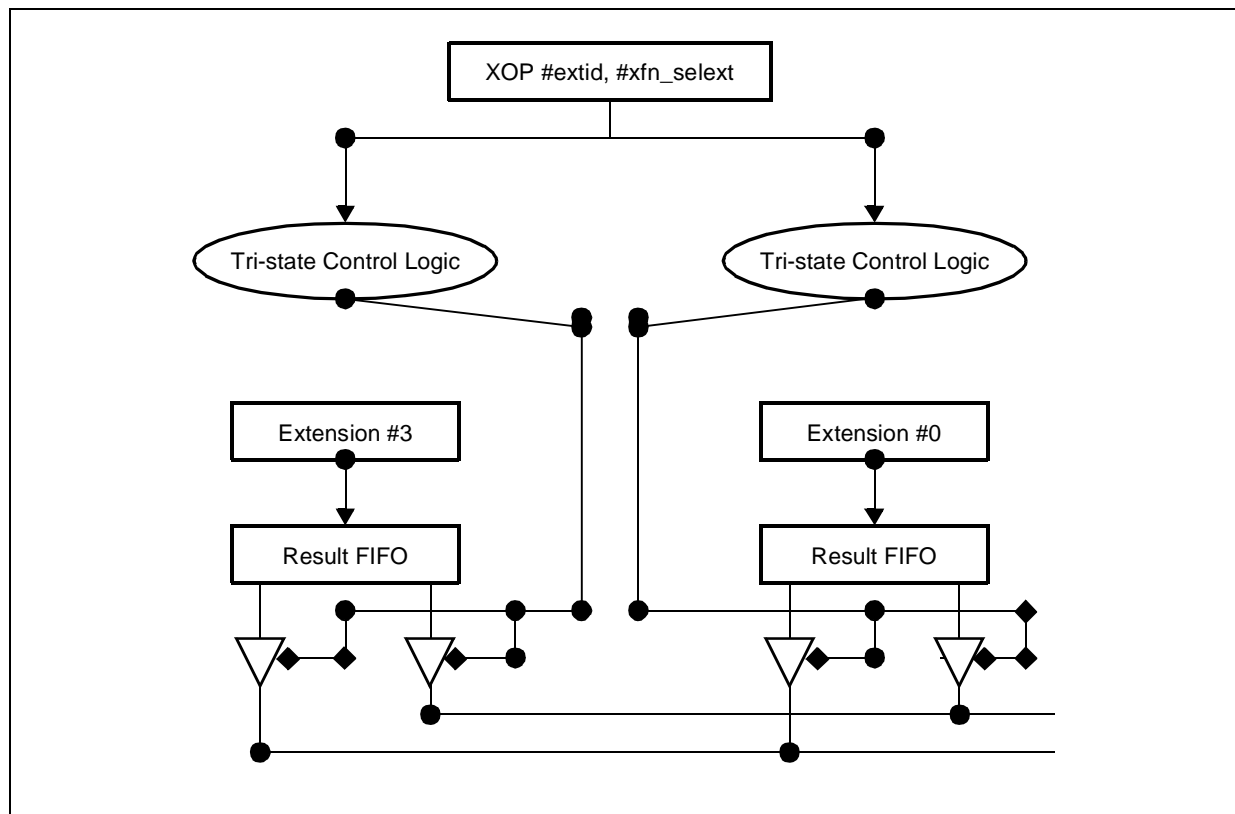 XOP #extid, #xfn_selext
Tri-state Control Logic
Tri-state Control Logic
Extension #3
Extension #0
Result FIFO
Result FIFO